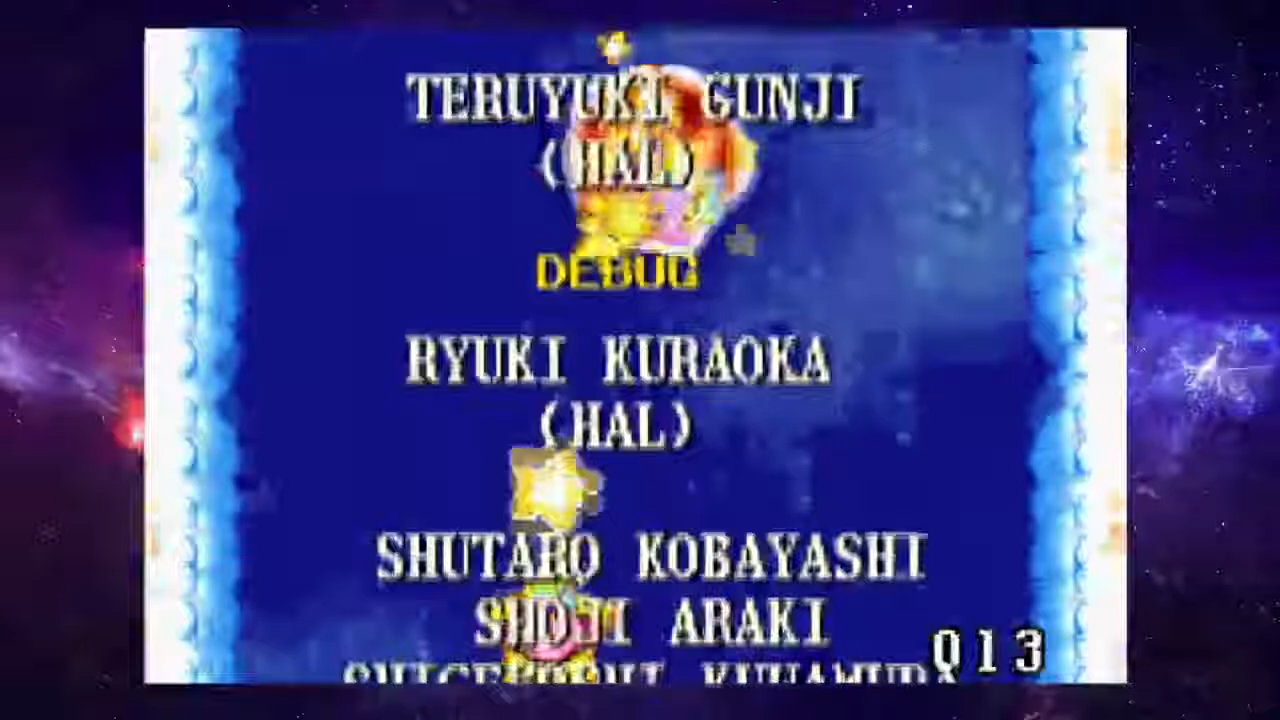 TERUYUKI GUNJI
(HAL)
DEBUG
RYUKI KURAOKA
(HAL)
SHUTARO KOBAYASHI
SHOJI ARAKI
013